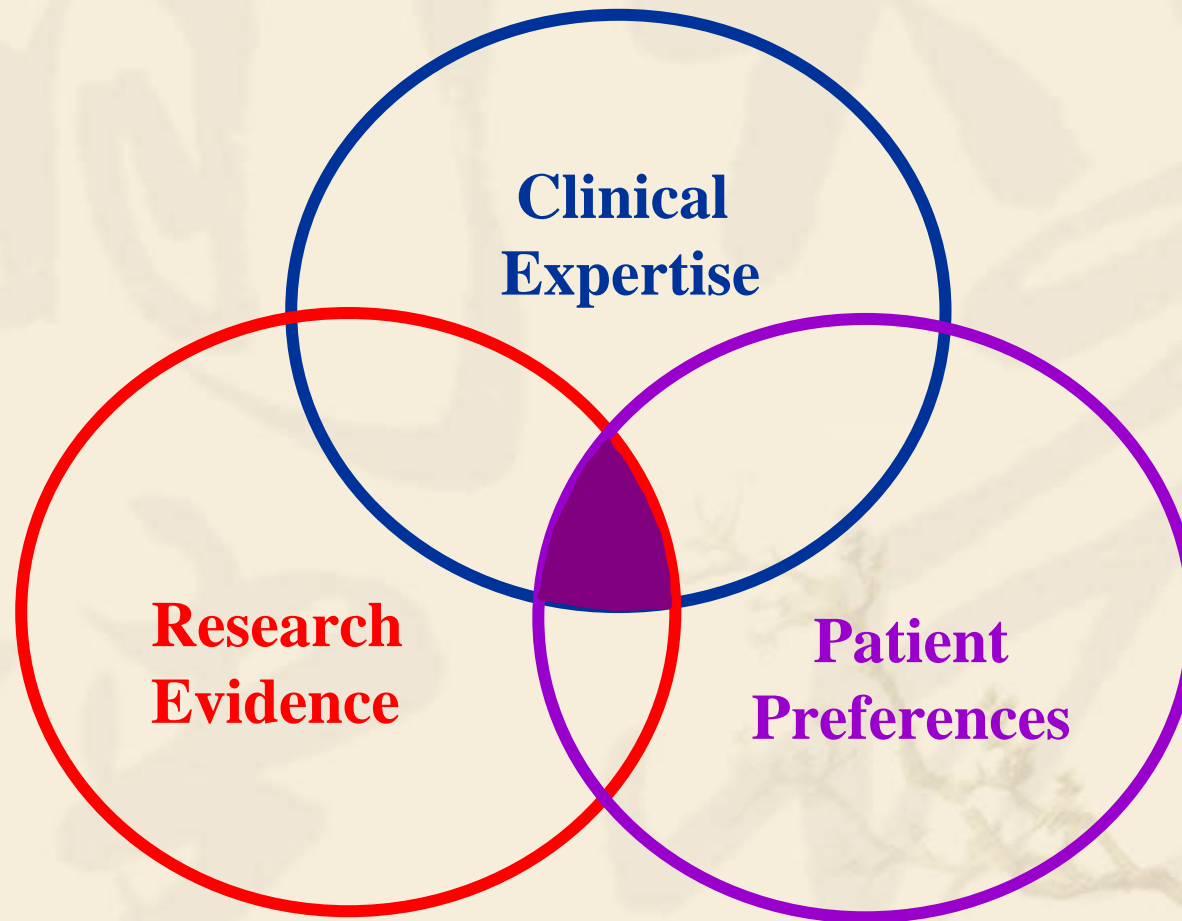 Clinical
Expertise
Research
Evidence
Patient
Preferences